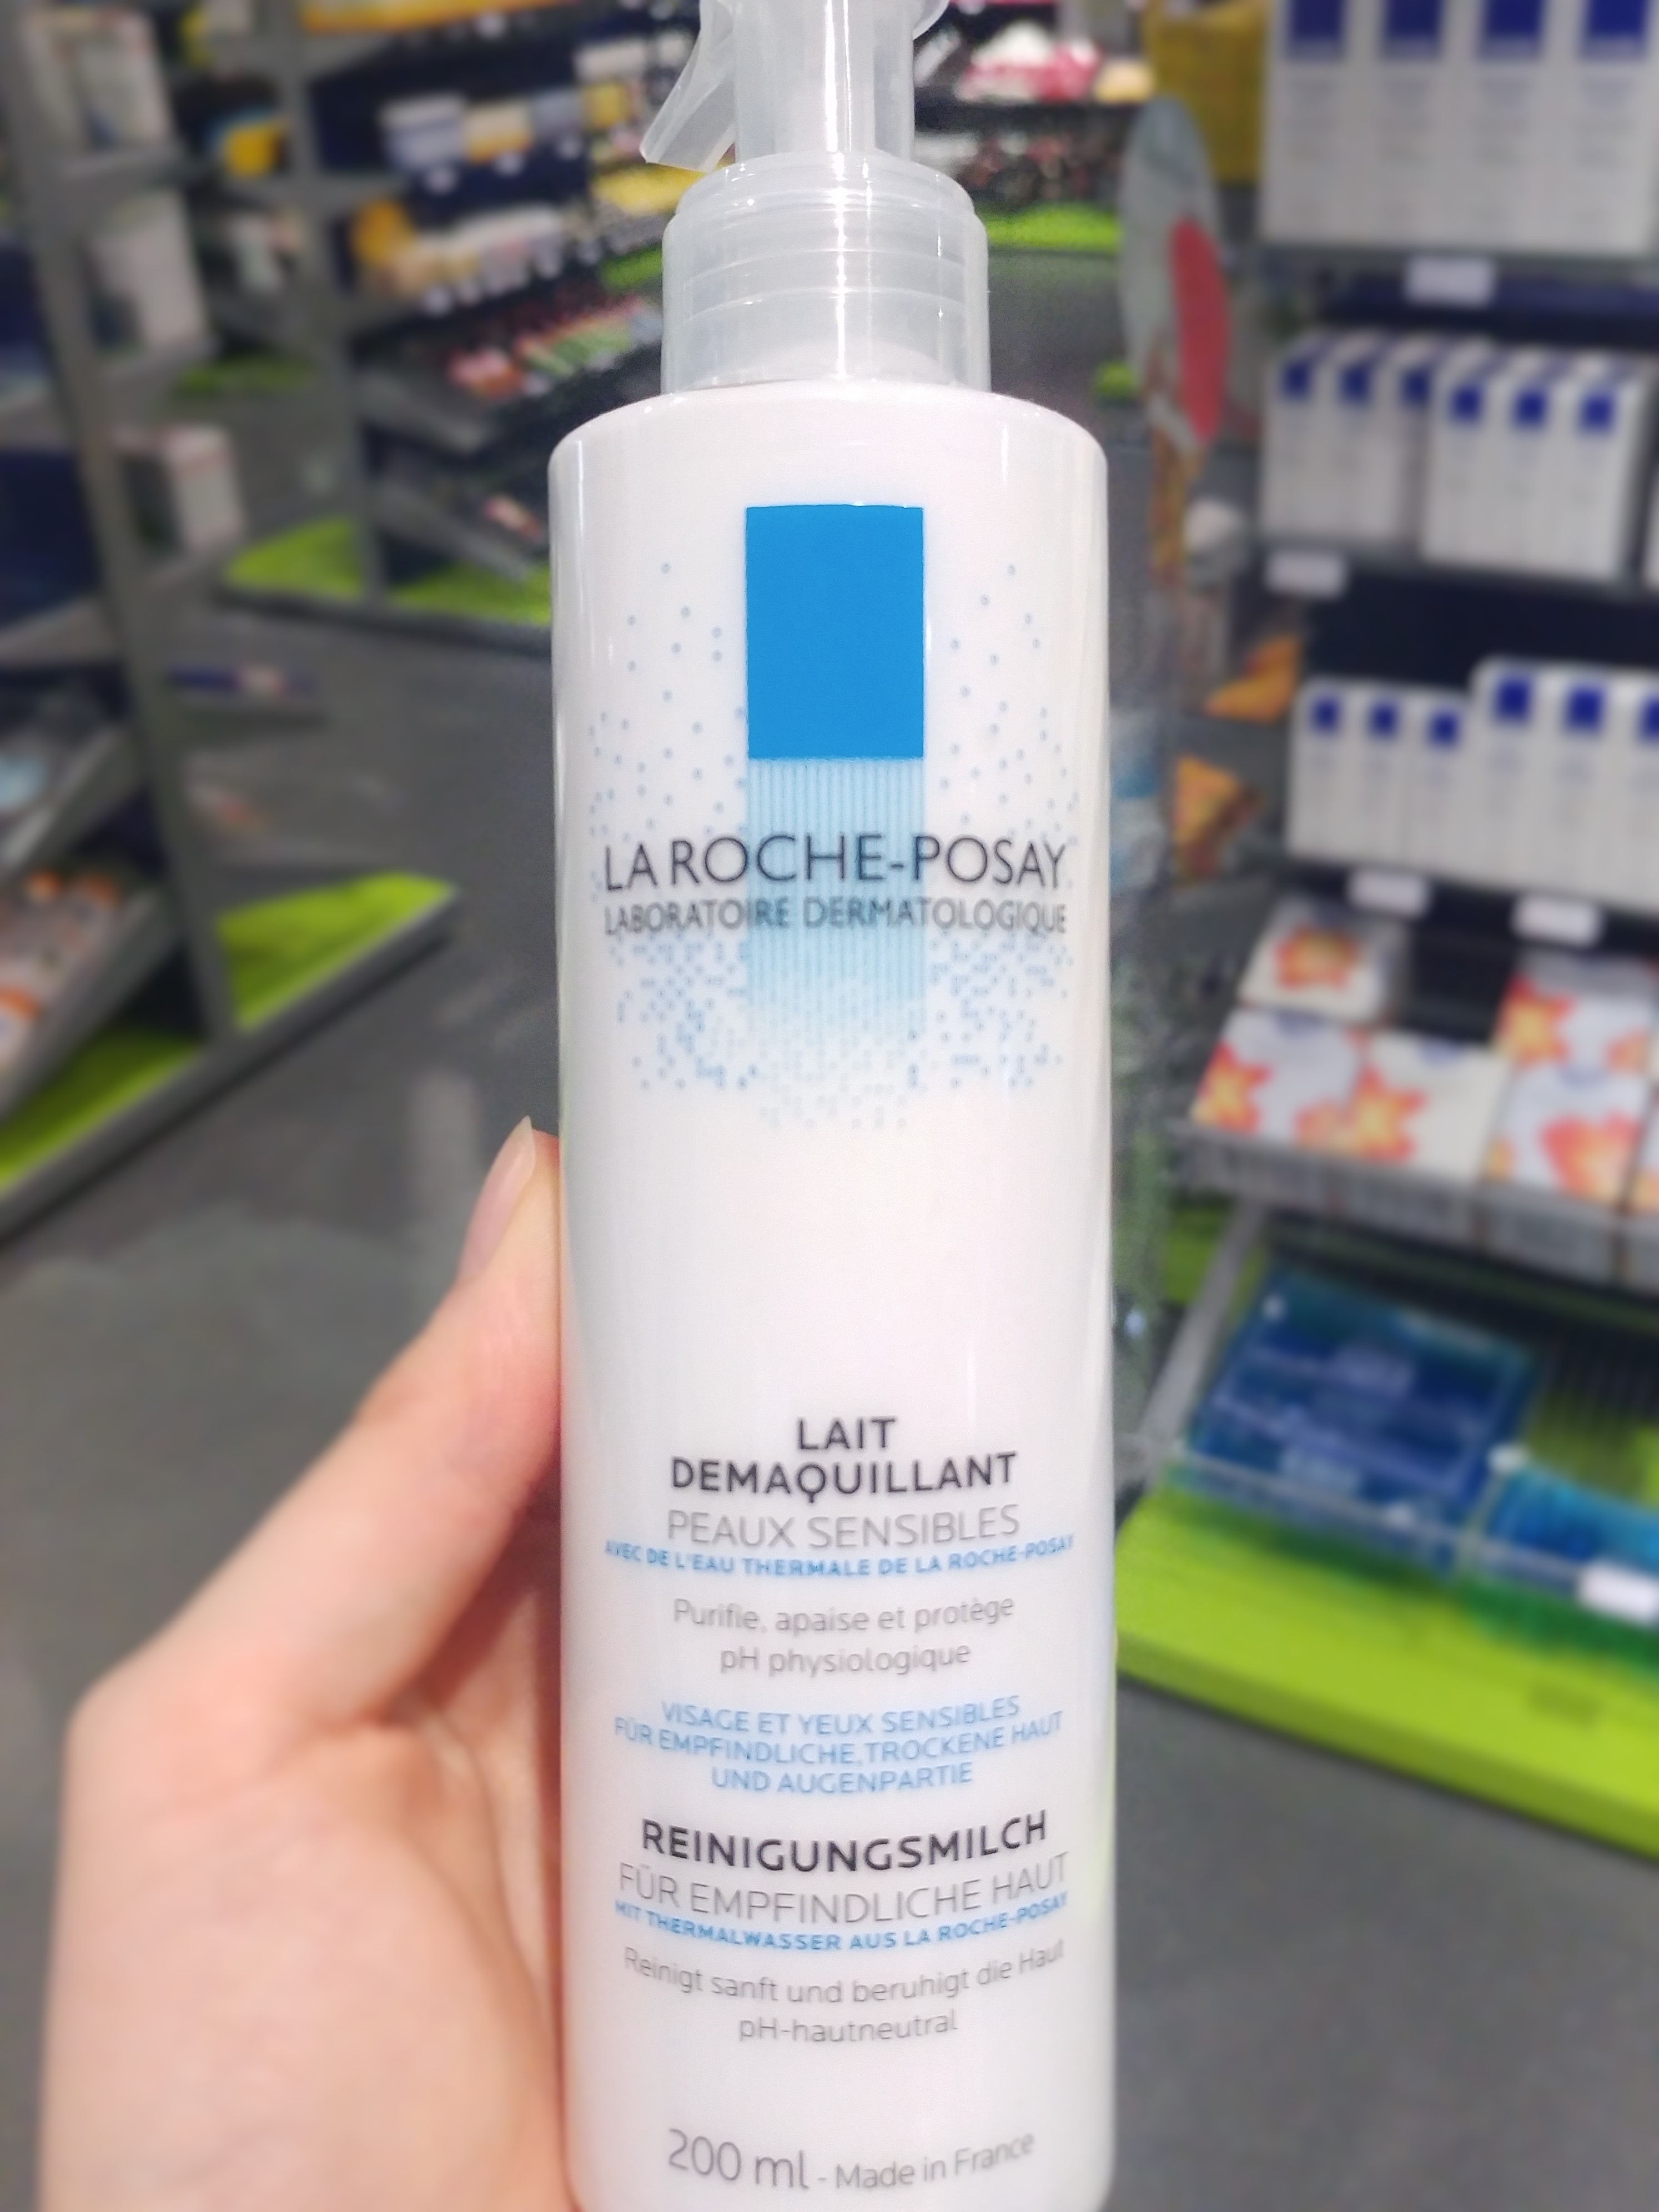 LA ROCHE-POSAY
LABORATOIRE DERMATOLOGIQUE
LAIT
DEMAQUILLANT
PEAUX SENSIBLES
AVEC DE L'EAU THERMALE DE LA ROCHE-POSAY
Purifie, apaise et protège
pH physiologique
VISAGE ET YEUX SENSIBLES
FÜR EMPFINDLICHE, TROCKENE HAUT
UND AUGENPARTIE
REINIGUNGSMILCH
FÜR EMPFINDLICHE HAUT
MIT THERMALWASSER AUS LA ROCHE-POSAY
Reinigt sanft und beruhigt die Haut
pH-hautneutral
200 ml - Made in France